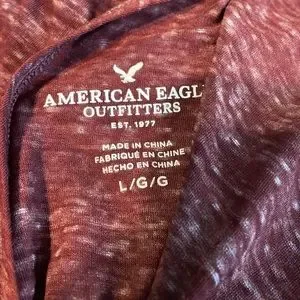 AMERICAN EAGL
OUTFITTERS
EST. 1977
MADE IN CHINA
FABRIQUÉ EN CHINE
HECHO EN CHINA
L/G/G